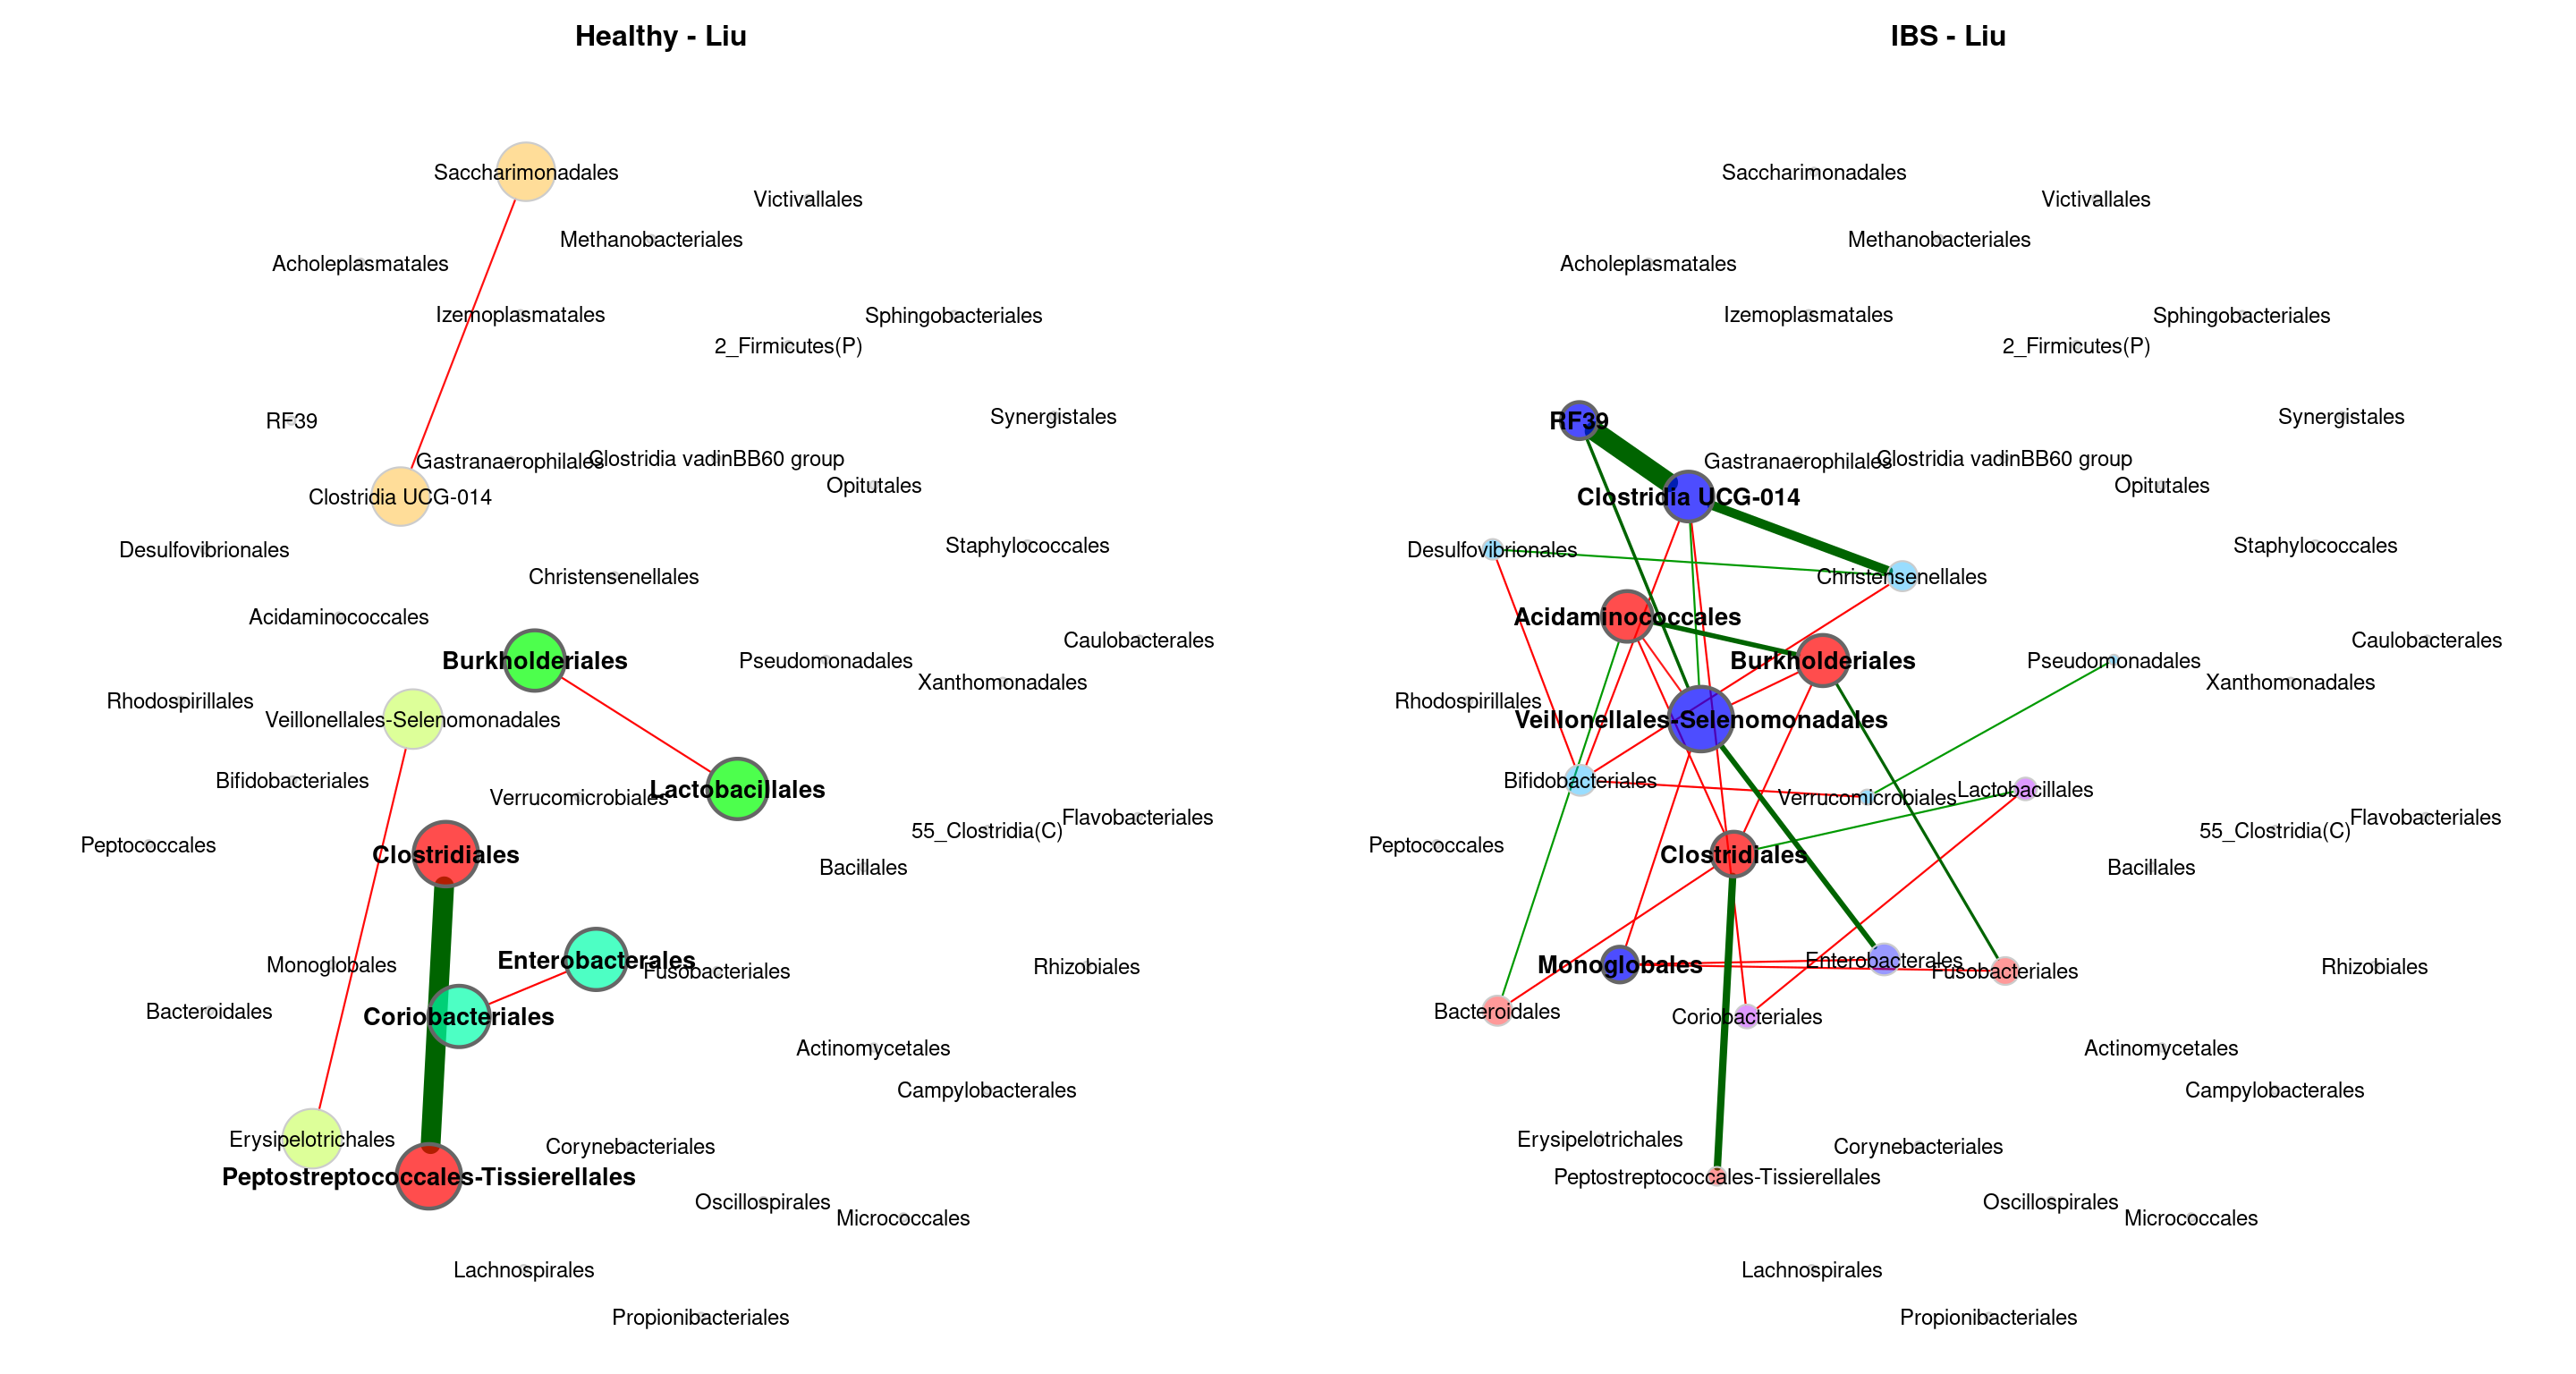 Healthy - Liu
Saccharimonadales
Victivallales
Methanobacteriales
Acholeplasmatales
Izemoplasmatales
Sphingobacteriales
2_Firmicutes(P)
Synergistales
RF39
Gastranaerophilales
Clostridia vadinBB60 group
Opitutales
Clostridia UCG-014
Staphylococcales
Desulfovibrionales
Christensenellales
Acidaminococcales
Caulobacterales
Burkholderiales
Pseudomonadales
Xanthomonadales
Rhodospirillales
Veillonellales-Selenomonadales
Bifidobacteriales
Lactobacillales
Verrucomicrobiales
Flavobacteriales
55_Clostridia(C)
Peptococcales
Clostridiales
Bacillales
Enterobacterales
Monoglobales
Fusobacteriales
Rhizobiales
Bacteroidales
Coriobacteriales
Actinomycetales
Campylobacterales
Erysipelotrichales
Corynebacteriales
Peptostreptococcales-Tissierellales
Oscillospirales
Micrococcales
Lachnospirales
Propionibacteriales
IBS - Liu
Saccharimonadales
Victivallales
Methanobacteriales
Acholeplasmatales
Izemoplasmatales
Sphingobacteriales
2_Firmicutes(P)
Synergistales
RF39
Gastranaerophilales
Clostridia vadinBB60 group
Opitutales
Clostridia UCG-014
Staphylococcales
Desulfovibrionales
Christensenellales
Acidaminococcales
Caulobacterales
Burkholderiales
Pseudomonadales
Xanthomonadales
Rhodospirillales
Veillonellales-Selenomonadales
Bifidobacteriales
Lactobacillales
Verrucomicrobiales
Flavobacteriales
55_Clostridia(C)
Peptococcales
Clostridiales
Bacillales
Enterobacterales
Monoglobales
Fusobacteriales
Rhizobiales
Bacteroidales
Coriobacteriales
Actinomycetales
Campylobacterales
Erysipelotrichales
Corynebacteriales
Peptostreptococcales-Tissierellales
Oscillospirales
Micrococcales
Lachnospirales
Propionibacteriales